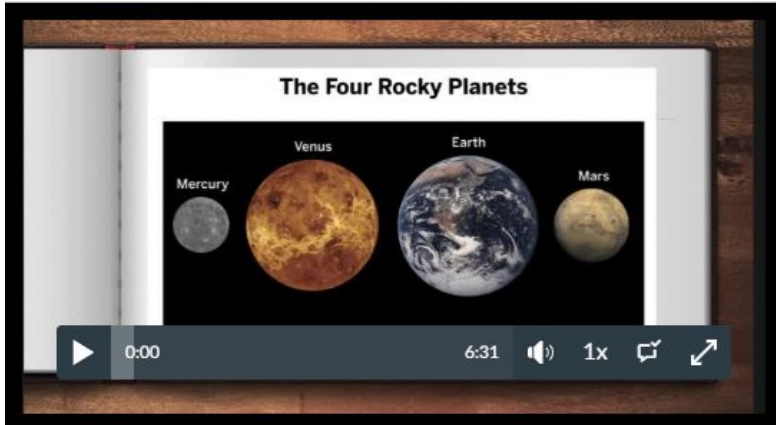 The Four Rocky Planets
Mercury
Venus
Earth
Mars
0:00
6:31
1x